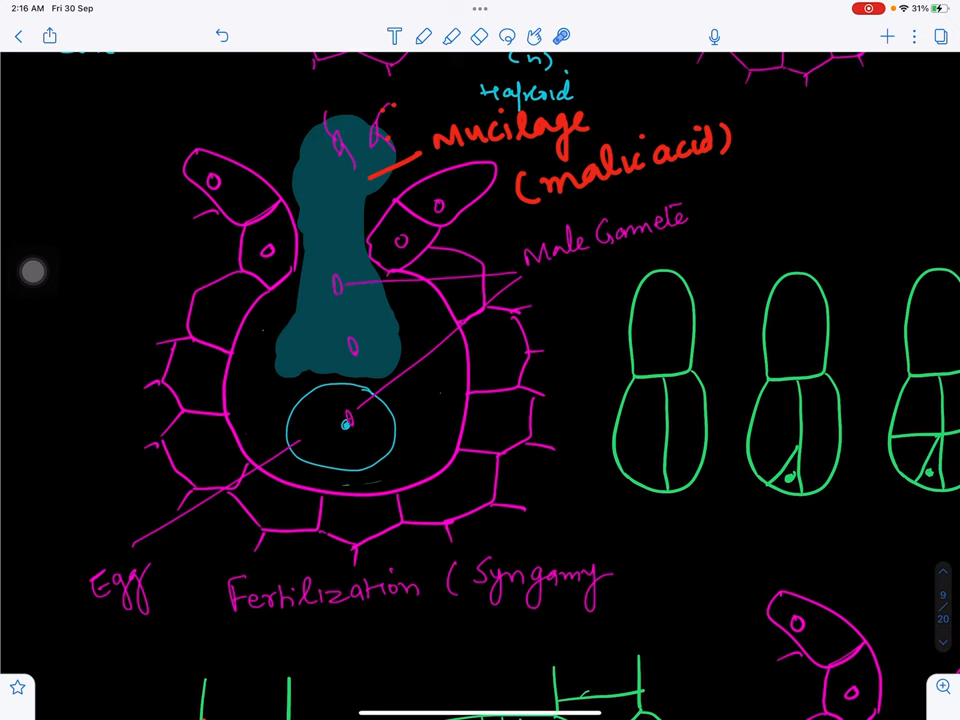 2:16 AM Fri 30 Sep
31%
(n)
Haploid
Mucilage
(malic acid)
Male Gamete
Egg
Fertilization (Syngamy
9
/
20